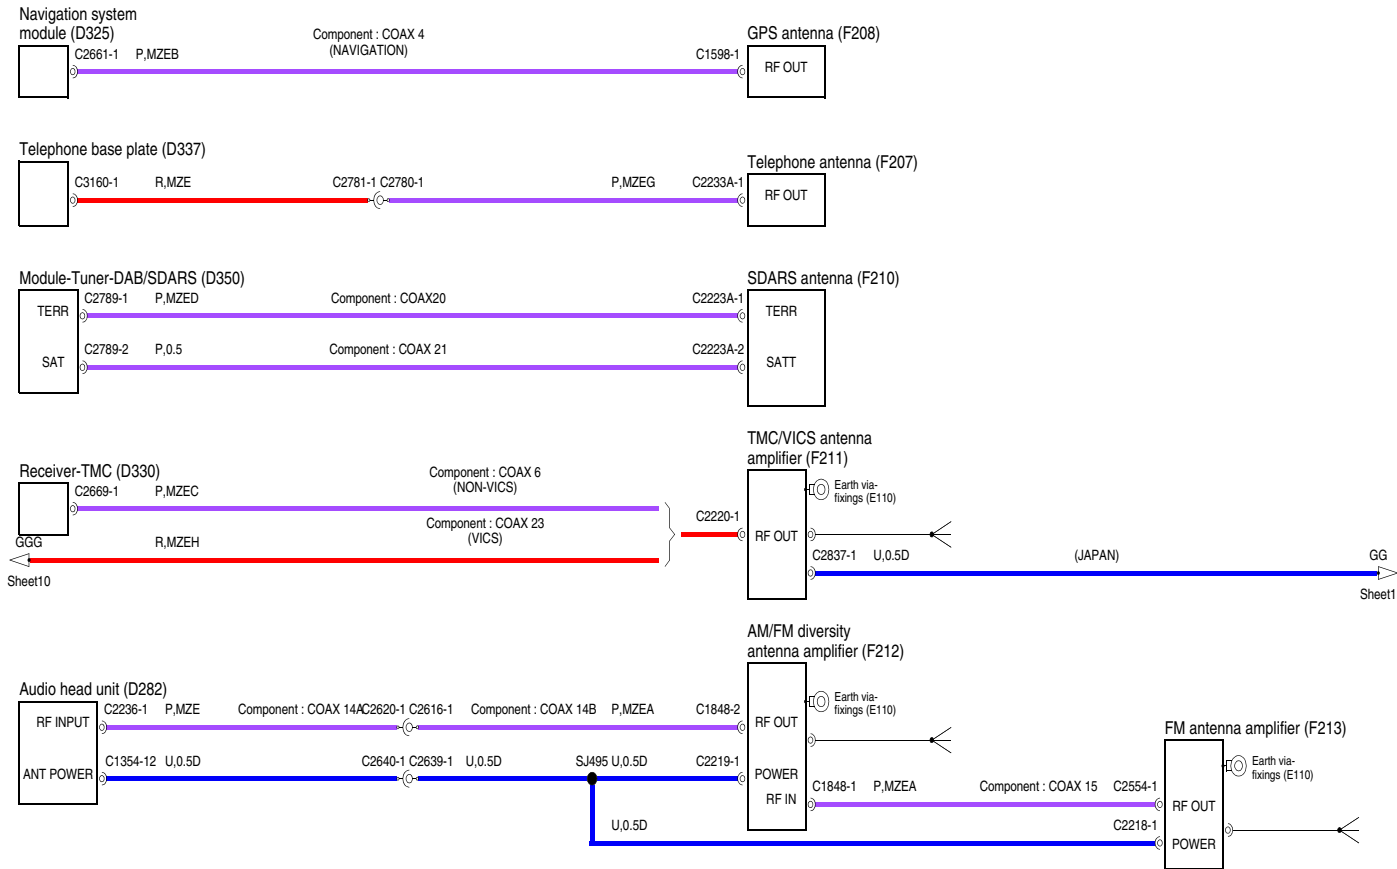 Navigation system
module (D325)
C2661-1 P,MZEB
Component : COAX 4
(NAVIGATION)
C1598-1
GPS antenna (F208)
RF OUT
Telephone base plate (D337)
C3160-1 R,MZE
C2781-1 C2780-1
P,MZEG
C2233A-1
Telephone antenna (F207)
RF OUT
Module-Tuner-DAB/SDARS (D350)
TERR
C2789-1 P,MZED
Component : COAX20
C2223A-1
SDARS antenna (F210)
TERR
SAT
C2789-2 P,0.5
Component : COAX 21
C2223A-2
SATT
Receiver-TMC (D330)
C2669-1 P,MZEC
Component : COAX 6
(NON-VICS)
GGG
Sheet10
R,MZEH
Component : COAX 23
(VICS)
C2220-1
TMC/VICS antenna
amplifier (F211)
RF OUT
Earth via-
fixings (E110)
C2837-1 U,0.5D
(JAPAN)
GG
Sheet1
Audio head unit (D282)
RF INPUT
C2236-1 P,MZE
Component : COAX 14A
C2620-1 C2616-1
Component : COAX 14B
P,MZEA
C1848-2
ANT POWER
C1354-12 U,0.5D
C2640-1 C2639-1
U,0.5D
SJ495 U,0.5D
C2219-1
U,0.5D
AM/FM diversity
antenna amplifier (F212)
RF OUT
POWER
RF IN
Earth via-
fixings (E110)
C1848-1 P,MZEA
Component : COAX 15
C2554-1
C2218-1
FM antenna amplifier (F213)
RF OUT
POWER
Earth via-
fixings (E110)